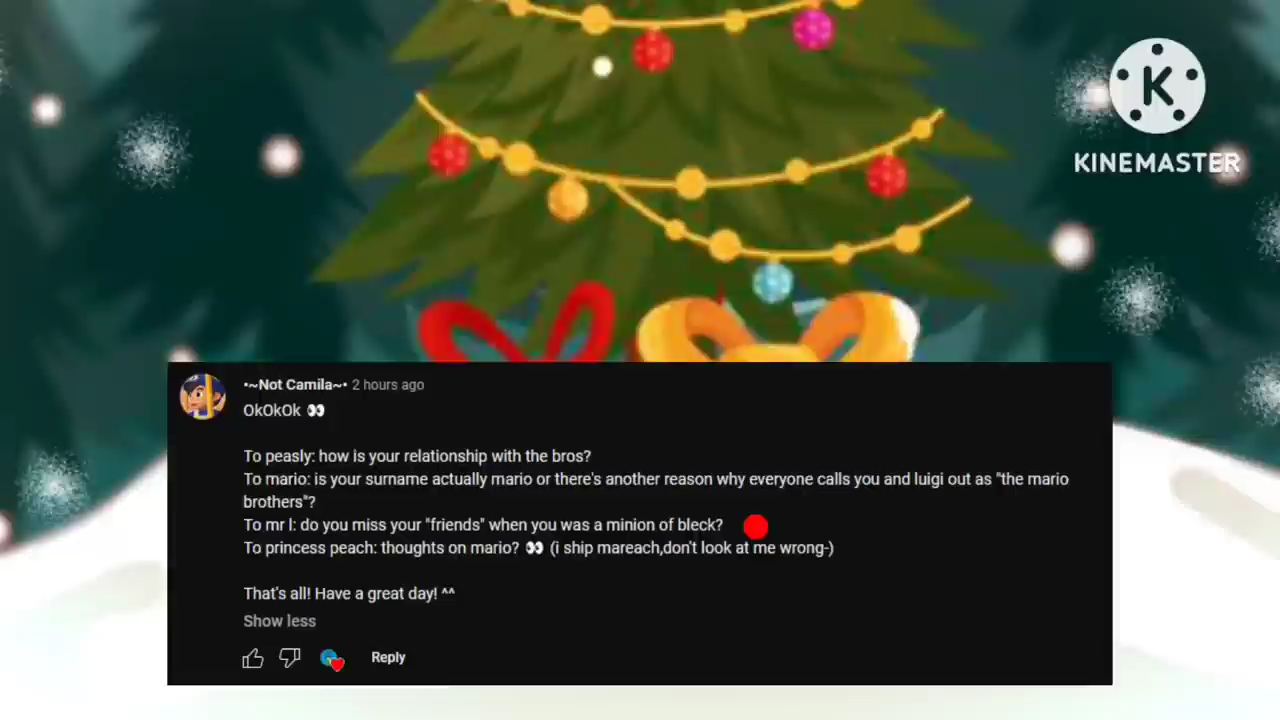 K
KINEMASTER
•~Not Camila~• 2 hours ago
OkOkOk 👀
To peasly: how is your relationship with the bros?
To mario: is your surname actually mario or there's another reason why everyone calls you and luigi out as "the mario
brothers"?
To mr l: do you miss your "friends" when you was a minion of bleck?
To princess peach: thoughts on mario? 👀 (i ship mareach,don't look at me wrong-)
That's all! Have a great day! ^^
Show less
Reply